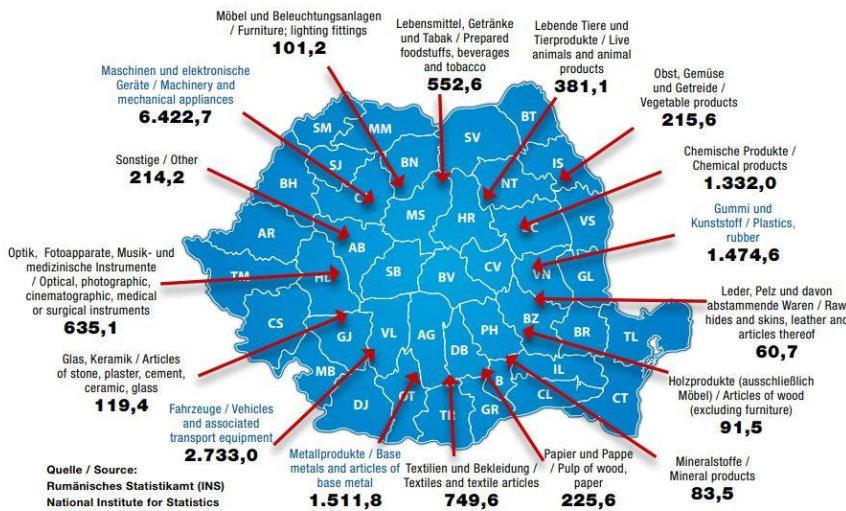 Möbel und Beleuchtungsanlagen
/ Furniture; lighting fittings
101,2
Lebensmittel, Getränke
und Tabak / Prepared
foodstuffs, beverages
and tobacco
552,6
Lebende Tiere und
Tierprodukte / Live
animals and animal
products
381,1
Maschinen und elektronische
Geräte / Machinery and
mechanical appliances
6.422,7
Obst, Gemüse
und Getreide /
Vegetable products
215,6
Sonstige / Other
214,2
Chemische Produkte /
Chemical products
1.332,0
Gummi und
Kunststoff / Plastics,
rubber
1.474,6
Optik, Fotoapparate, Musik- und
medizinische Instrumente
/ Optical, photographic,
cinematographic, medical
or surgical instruments
635,1
Leder, Pelz und davon
abstammende Waren / Raw
hides and skins, leather and
articles thereof
60,7
Glas, Keramik / Articles
of stone, plaster, cement,
ceramic, glass
119,4
Holzprodukte (ausschließlich
Möbel) / Articles of wood
(excluding furniture)
91,5
Fahrzeuge / Vehicles
and associated
transport equipment
2.733,0
Metallprodukte / Base
metals and articles of
base metal
1.511,8
Textilien und Bekleidung /
Textiles and textile articles
749,6
Papier und Pappe
/ Pulp of wood,
paper
225,6
Mineralstoffe /
Mineral products
83,5
SM
MM
SV
BT
SJ
BN
NT
IS
BH
MS
HR
VS
AR
AB
TM
SB
BV
CV
VN
GL
CS
GJ
VL
AG
PH
BZ
BR
TL
DB
MB
IL
DJ
OT
TR
GR
B
CL
CT
Quelle / Source:
Rumänisches Statistikamt (INS)
National Institute for Statistics